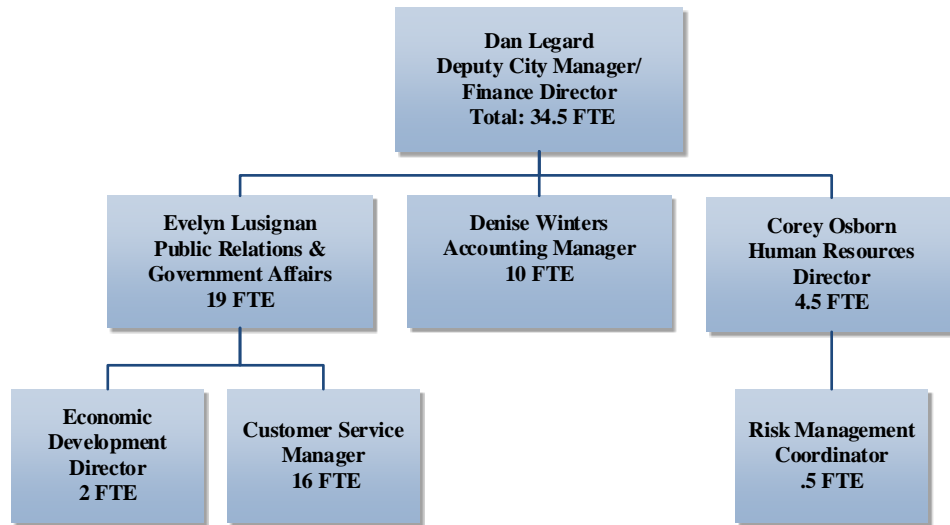 Dan Legard
Deputy City Manager/
Finance Director
Total: 34.5 FTE
Evelyn Lusignan
Public Relations &
Government Affairs
19 FTE
Denise Winters
Accounting Manager
10 FTE
Corey Osborn
Human Resources
Director
4.5 FTE
Economic
Development
Director
2 FTE
Customer Service
Manager
16 FTE
Risk Management
Coordinator
.5 FTE